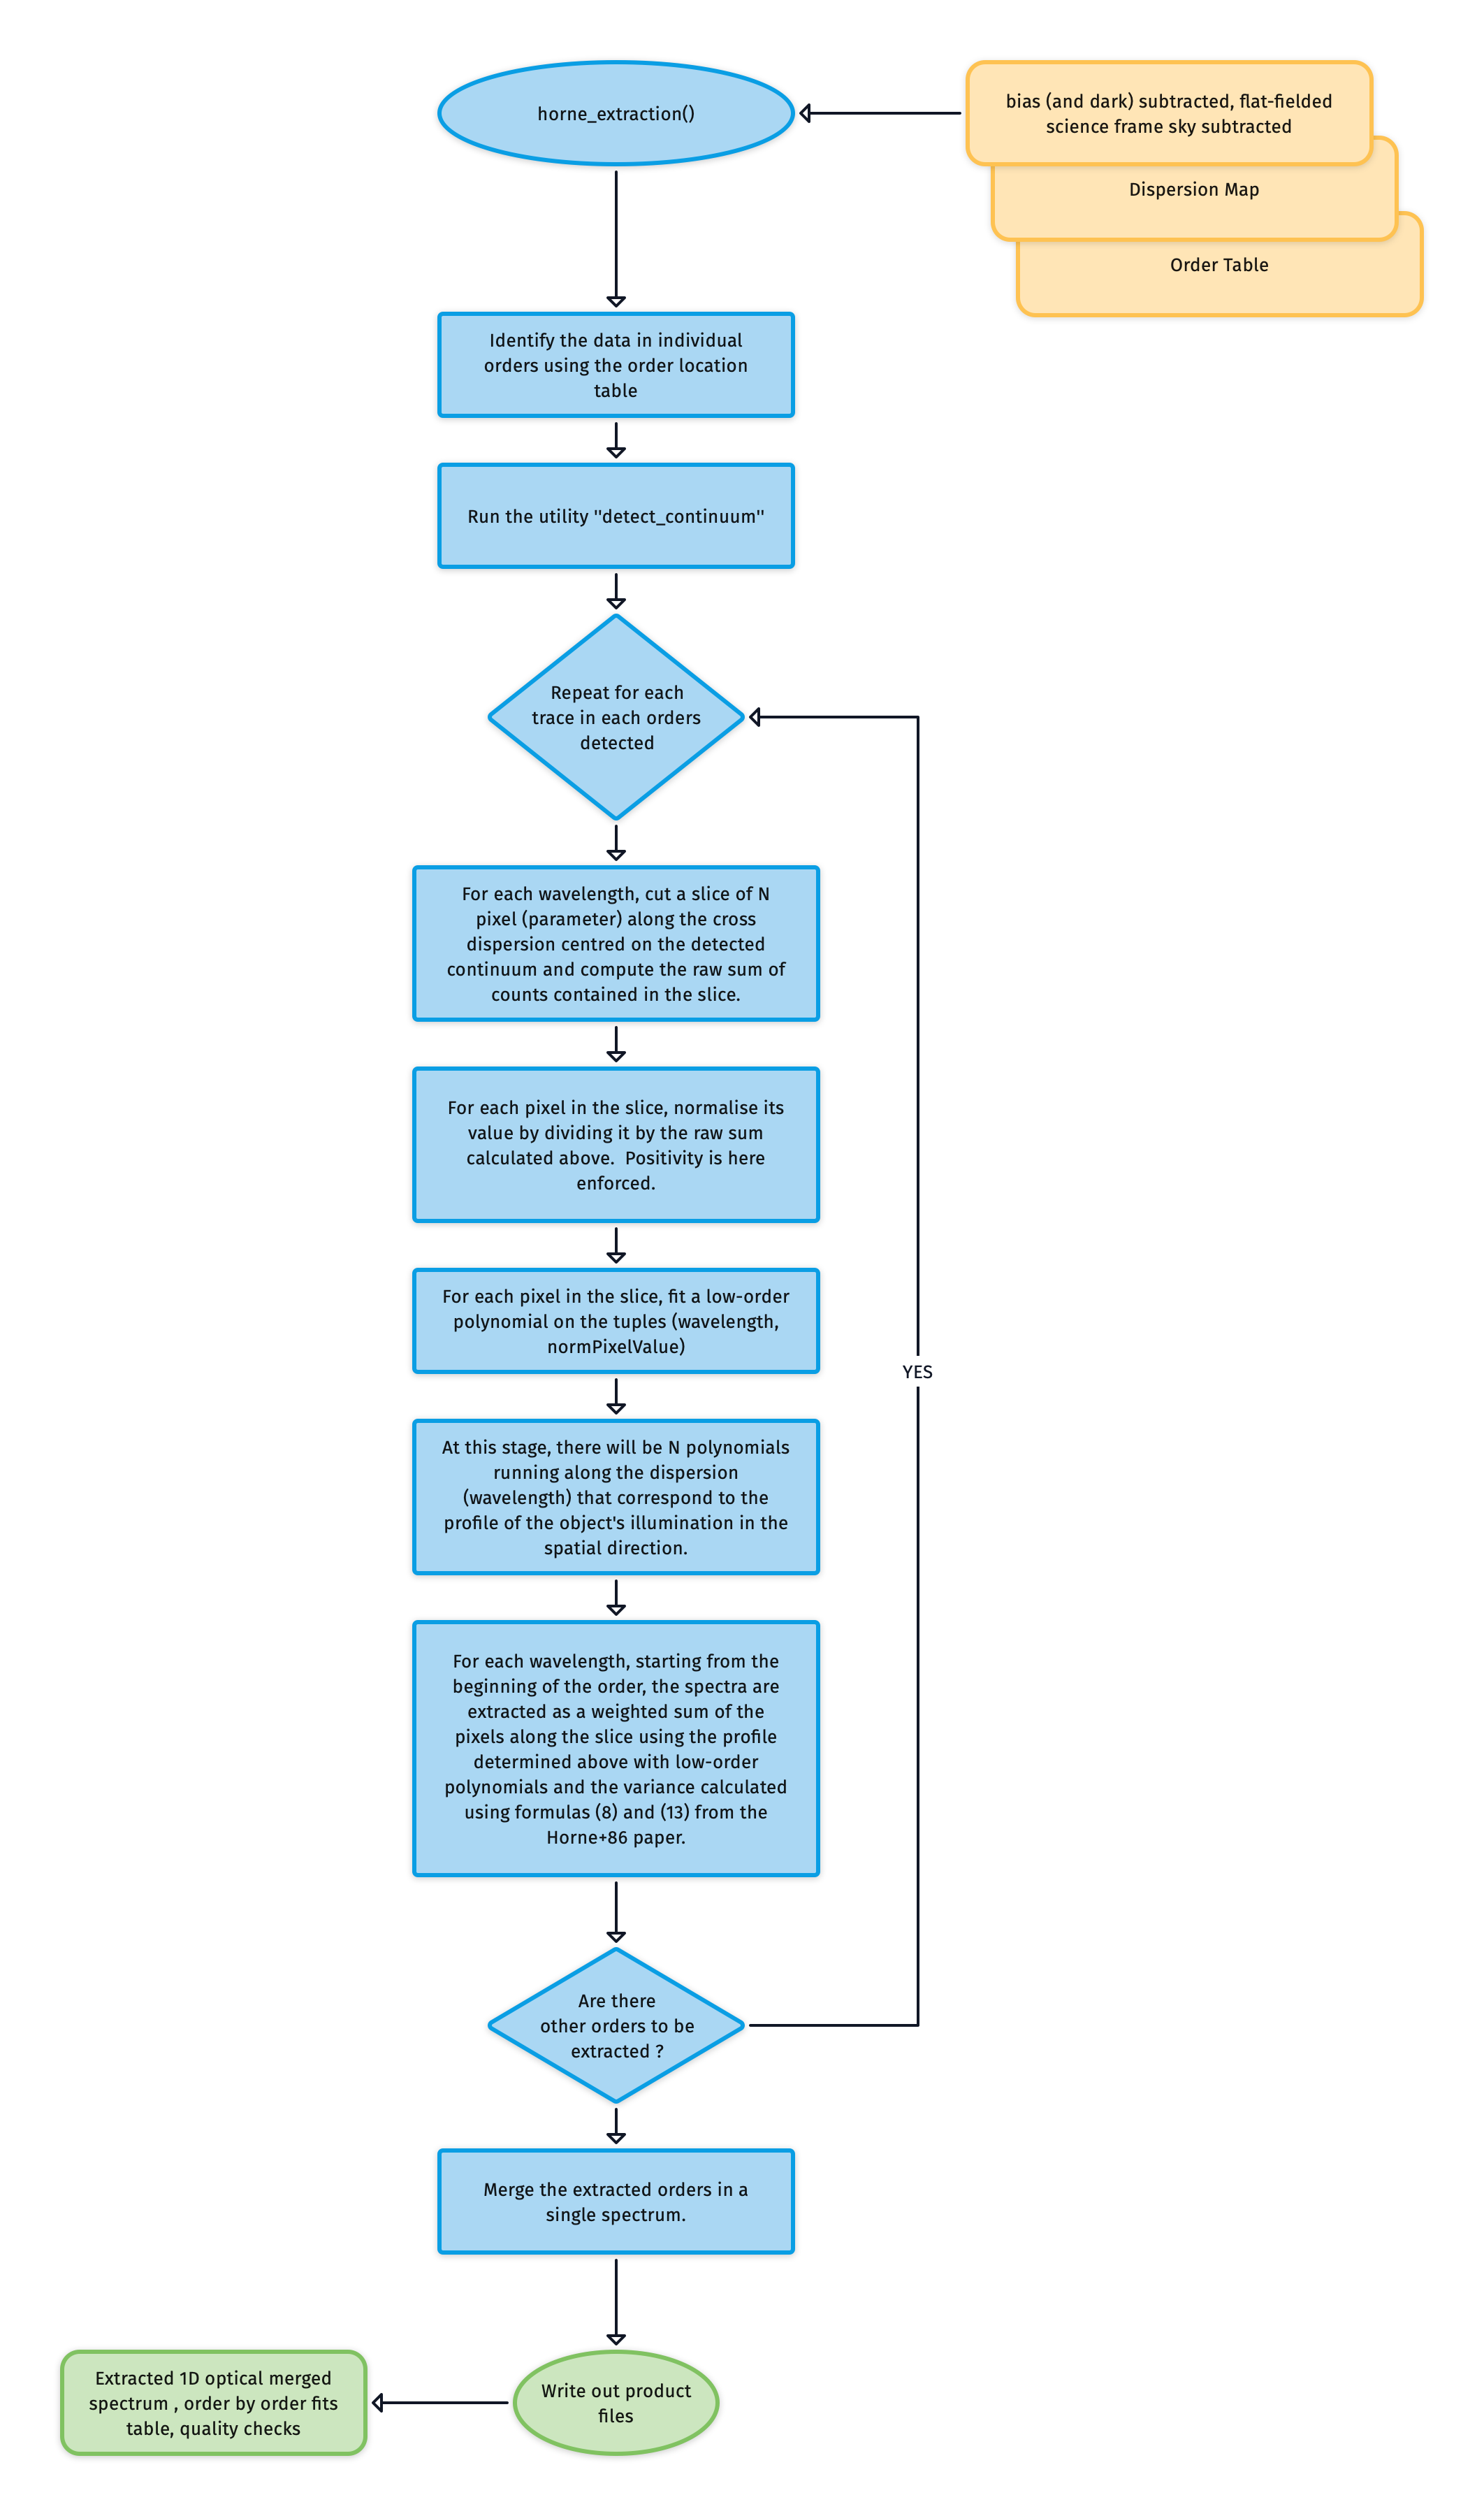 horne_extraction()
bias (and dark) subtracted, flat-fielded
science frame sky subtracted
Dispersion Map
Order Table
Identify the data in individual
orders using the order location
table
Run the utility "detect_continuum"
Repeat for each
trace in each orders
detected
For each wavelength, cut a slice of N
pixel (parameter) along the cross
dispersion centred on the detected
continuum and compute the raw sum of
counts contained in the slice.
For each pixel in the slice, normalise its
value by dividing it by the raw sum
calculated above.  Positivity is here
enforced.
For each pixel in the slice, fit a low-order
polynomial on the tuples (wavelength,
normPixelValue)
YES
At this stage, there will be N polynomials
running along the dispersion
(wavelength) that correspond to the
profile of the object's illumination in the
spatial direction.
For each wavelength, starting from the
beginning of the order, the spectra are
extracted as a weighted sum of the
pixels along the slice using the profile
determined above with low-order
polynomials and the variance calculated
using formulas (8) and (13) from the
Horne+86 paper.
Are there
other orders to be
extracted ?
Merge the extracted orders in a
single spectrum.
Write out product
files
Extracted 1D optical merged
spectrum , order by order fits
table, quality checks